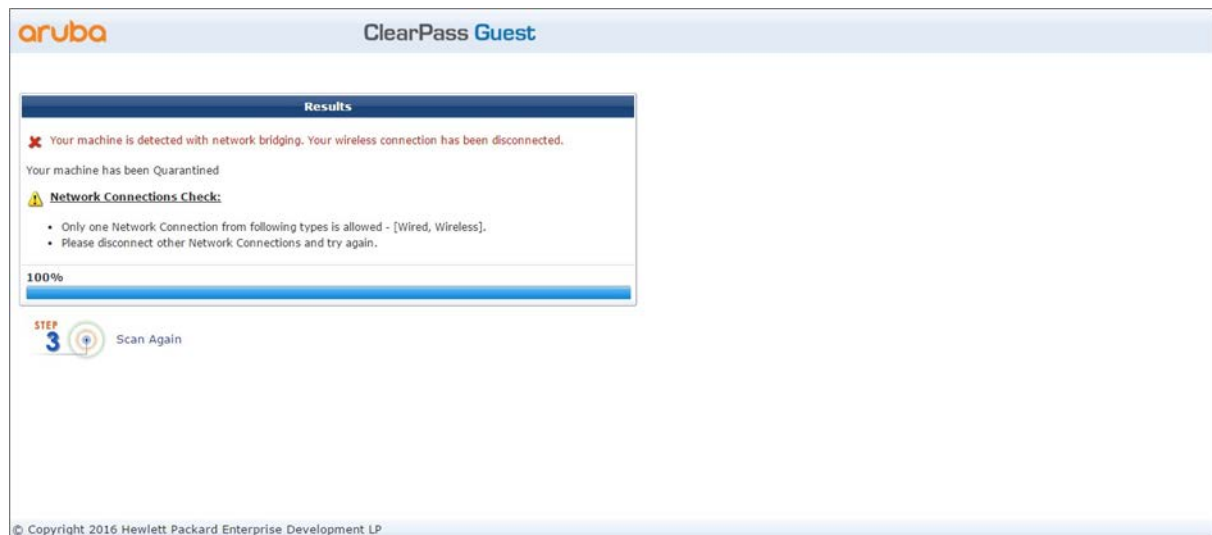 aruba
ClearPass Guest
Results
Your machine is detected with network bridging. Your wireless connection has been disconnected.
Your machine has been Quarantined
Network Connections Check:
• Only one Network Connection from following types is allowed - [Wired, Wireless].
• Please disconnect other Network Connections and try again.
100%
STEP
3
Scan Again
© Copyright 2016 Hewlett Packard Enterprise Development LP